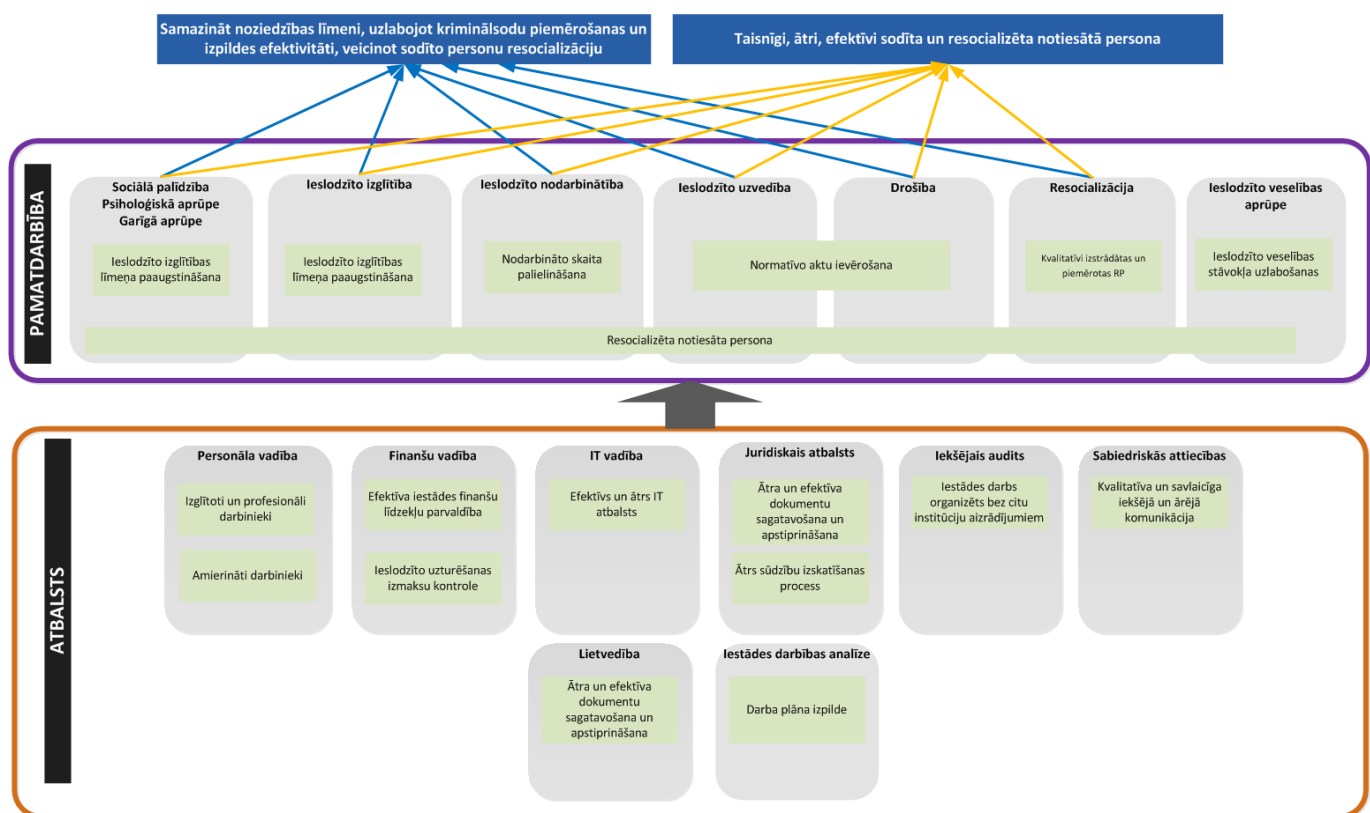 Samazināt noziedzības līmeni, uzlabojot kriminālsodu piemērošanas un
izpildes efektivitāti, veicinot sodīto personu resocializāciju
Taisnīgi, ātri, efektīvi sodīta un resocializēta notiesātā persona
PAMATDARBĪBA
Sociālā palīdzība
Psiholoģiskā aprūpe
Garīgā aprūpe
Ieslodzīto izglītības
līmeņa paaugstināšana
Ieslodzīto izglītība
Ieslodzīto izglītības
līmeņa paaugstināšana
Ieslodzīto nodarbinātība
Nodarbināto skaita
palielināšana
Ieslodzīto uzvedība
Drošība
Normatīvo aktu ievērošana
Resocializācija
Kvalitatīvi izstrādātas un
piemērotas RP
Ieslodzīto veselības
aprūpe
Ieslodzīto veselības
stāvokļa uzlabošanas
Resocializēta notiesāta persona
ATBALSTS
Personāla vadība
Izglītoti un profesionāli
darbinieki
Amierināti darbinieki
Finanšu vadība
Efektīva iestādes finanšu
līdzekļu parvaldība
Ieslodzīto uzturēšanas
izmaksu kontrole
IT vadība
Efektīvs un ātrs IT
atbalsts
Juridiskais atbalsts
Ātra un efektīva
dokumentu
sagatavošana un
apstiprināšana
Ātrs sūdzību izskatīšanas
process
Iekšējais audits
Iestādes darbs
organizēts bez citu
institūciju aizrādījumiem
Sabiedriskās attiecības
Kvalitatīva un savlaicīga
iekšējā un ārējā
komunikācija
Lietvedība
Ātra un efektīva
dokumentu
sagatavošana un
apstiprināšana
Iestādes darbības analīze
Darba plāna izpilde